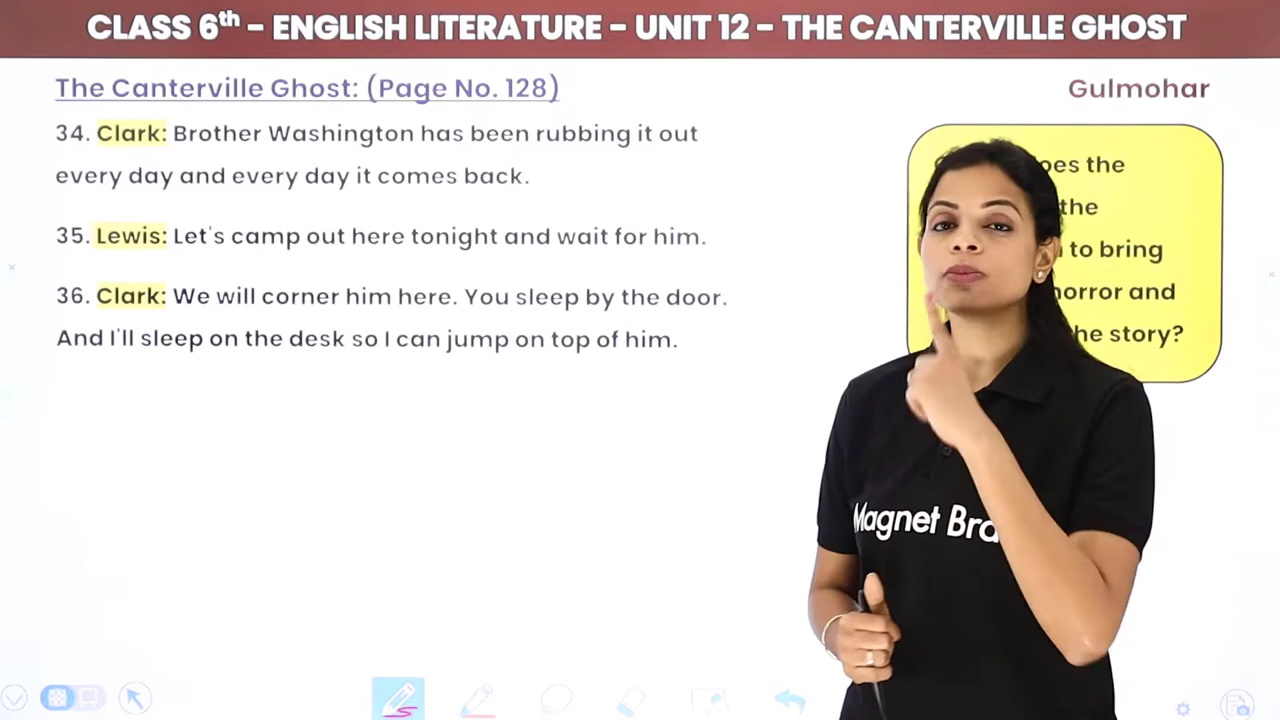 CLASS 6th - ENGLISH LITERATURE - UNIT 12 - THE CANTERVILLE GHOST
The Canterville Ghost: (Page No. 128)
Gulmohar
34. Clark: Brother Washington has been rubbing it out
every day and every day it comes back.
35. Lewis: Let's camp out here tonight and wait for him.
36. Clark: We will corner him here. You sleep by the door.
And I'll sleep on the desk so I can jump on top of him.
the
the
to bring
horror and
the story?
Magnet